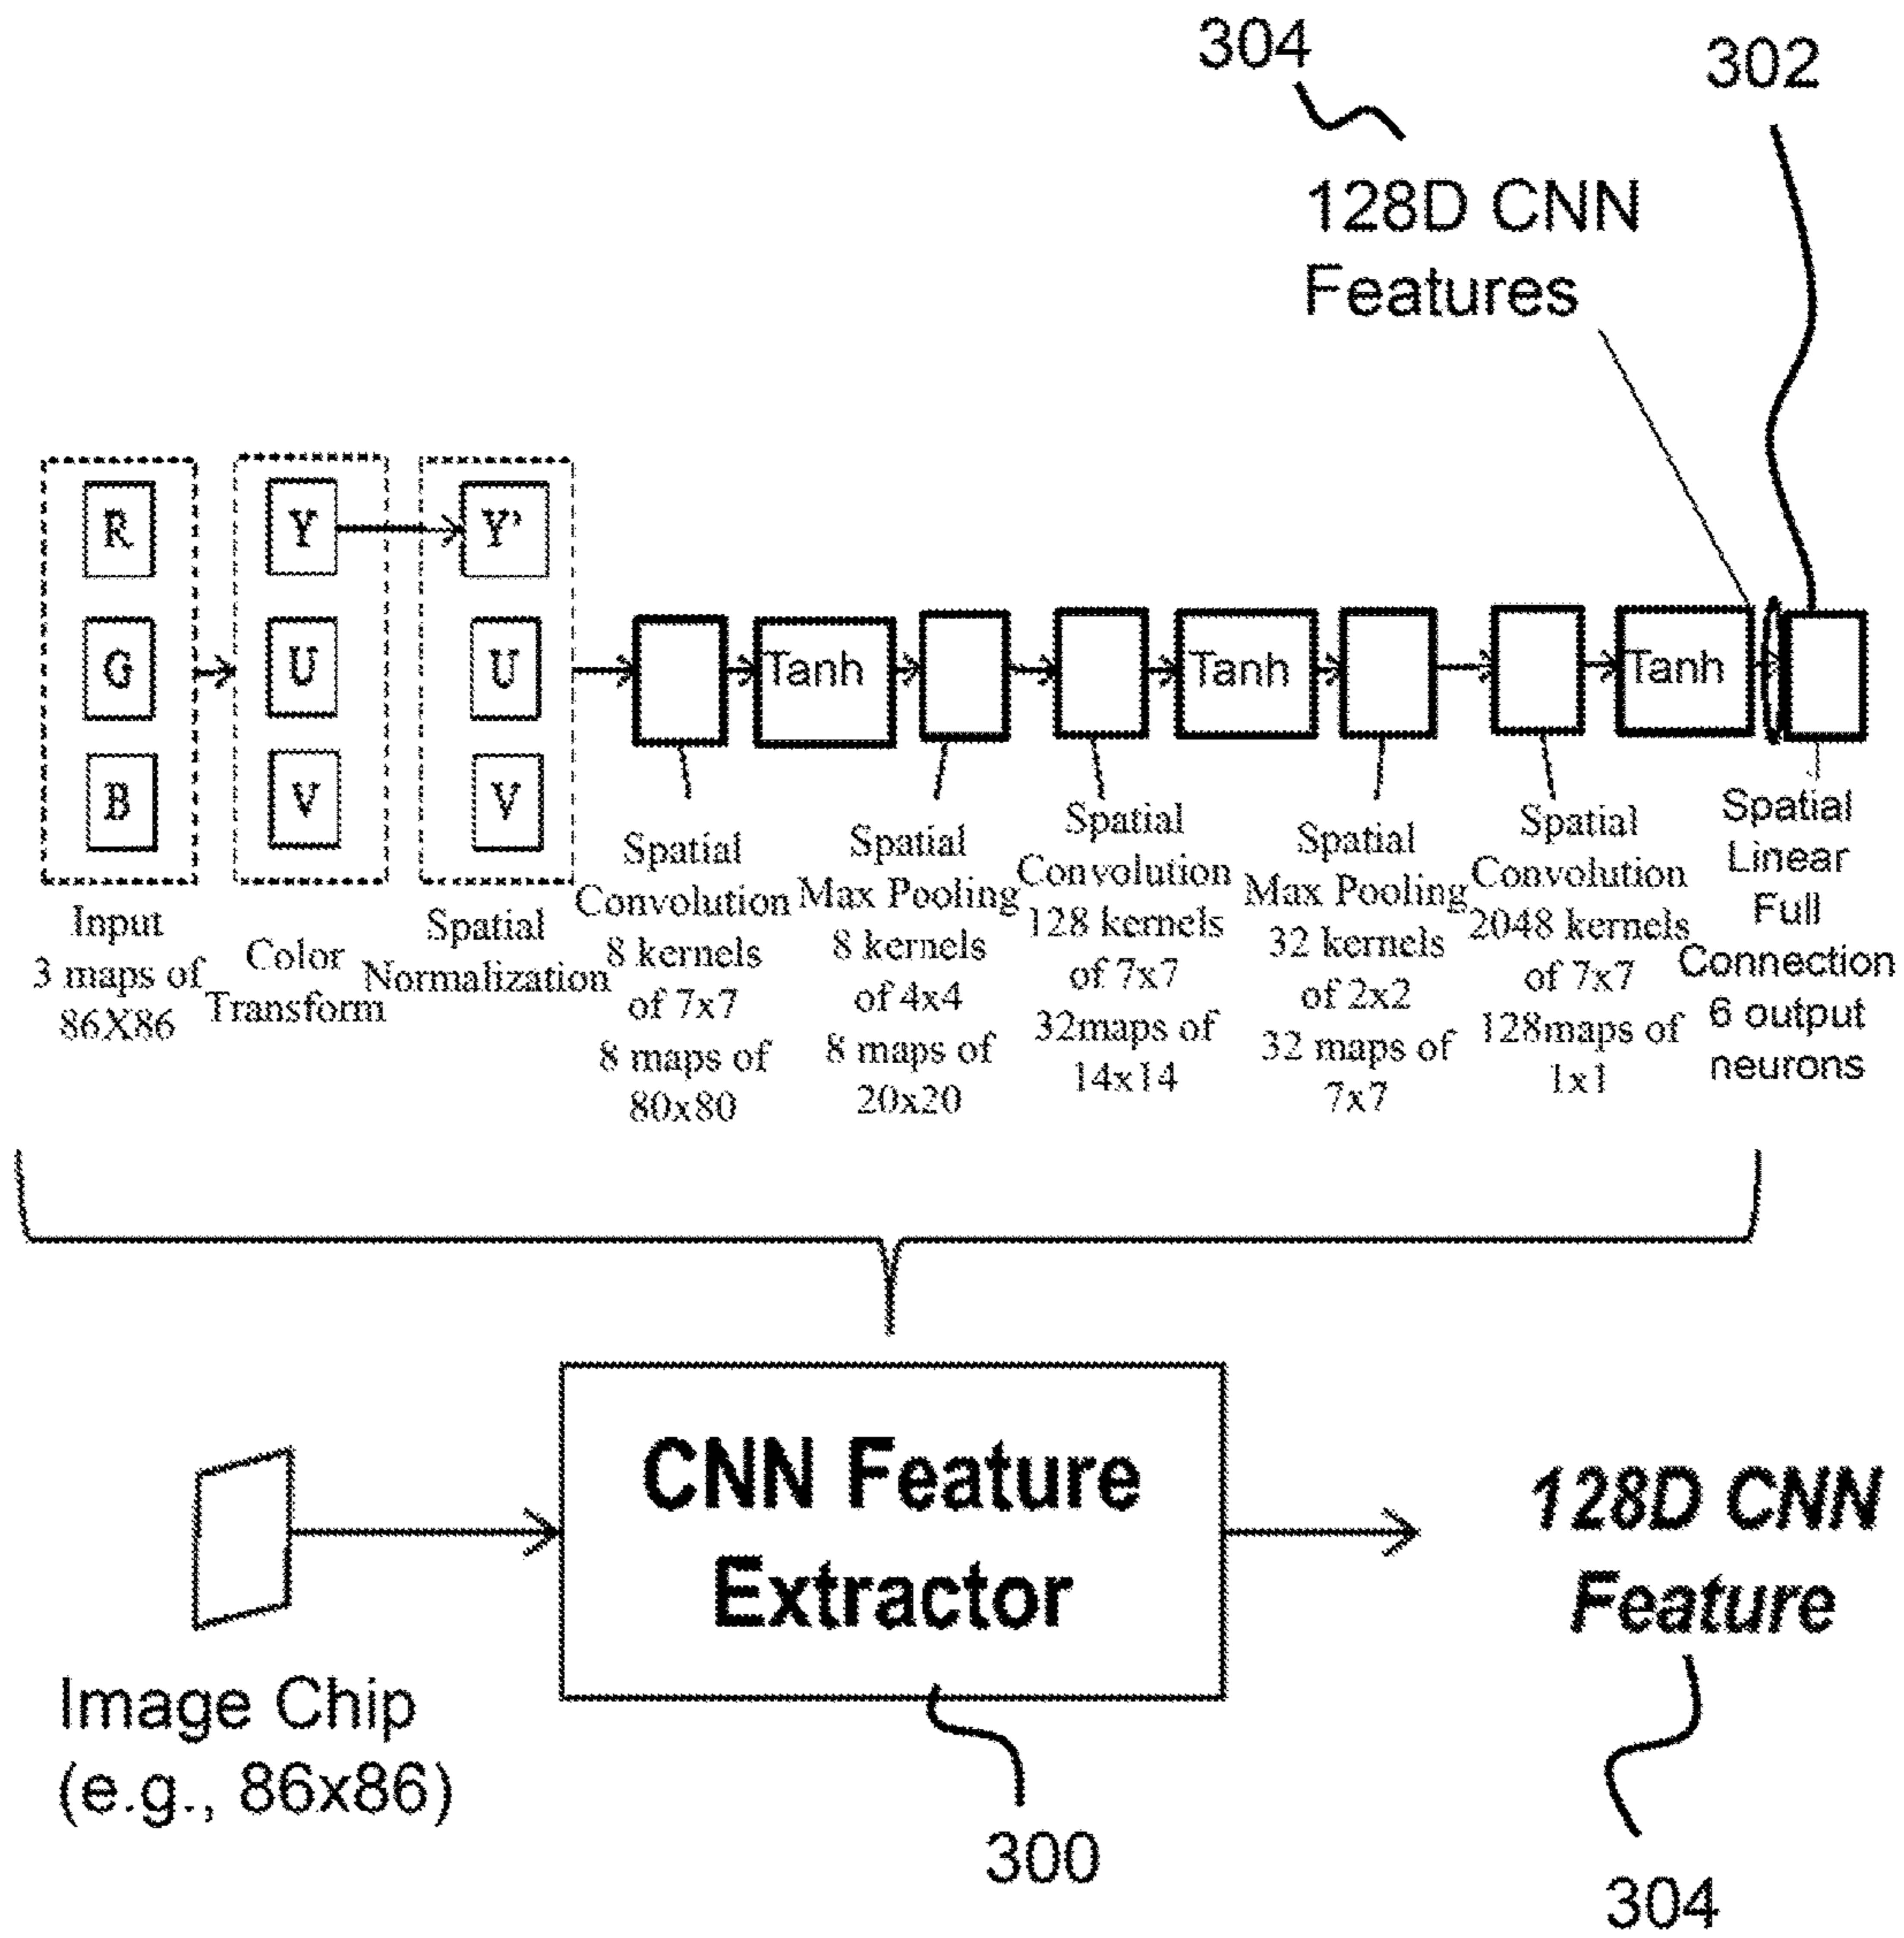 304
302
128D CNN
Features
R
G
B
Y
U
V
Y'
U
V
Tanh
Tanh
Tanh
Input
3 maps of
86X86
Color
Transform
Spatial
Normalization
Spatial
Convolution
8 kernels
of 7x7
8 maps of
80x80
Spatial
Max Pooling
8 kernels
of 4x4
8 maps of
20x20
Spatial
Convolution
128 kernels
of 7x7
32maps of
14x14
Spatial
Max Pooling
32 kernels
of 2x2
32 maps of
7x7
Spatial
Convolution
2048 kernels
of 7x7
128maps of
1x1
Spatial
Linear
Full
Connection
6 output
neurons
CNN Feature
Extractor
128D CNN
Feature
Image Chip
(e.g., 86x86)
300
304